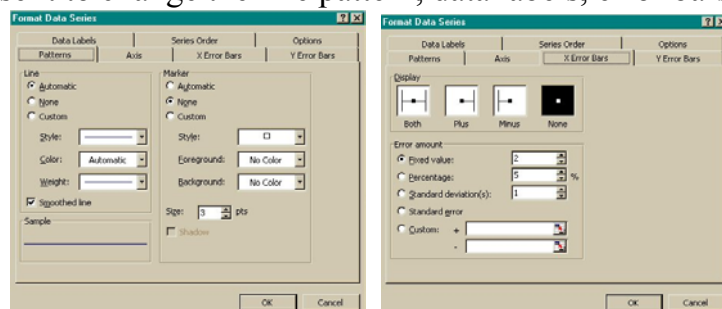 Format Data Series
Data Labels Series Order Options
Patterns Axis X Error Bars Y Error Bars
Line
Automatic
None
Custom
Style:
Color: Automatic
Weight:
Smoothed line
Sample
Marker
Automatic
None
Custom
Style:
Foreground: No Color
Background: No Color
Size: 3 pts
Shadow
OK Cancel
Format Data Series
Data Labels Series Order Options
Patterns Axis X Error Bars Y Error Bars
Display
Both Plus Minus None
Error amount
Fixed value: 2
Percentage: 5 %
Standard deviation(s): 1
Standard error
Custom: +
-
OK Cancel